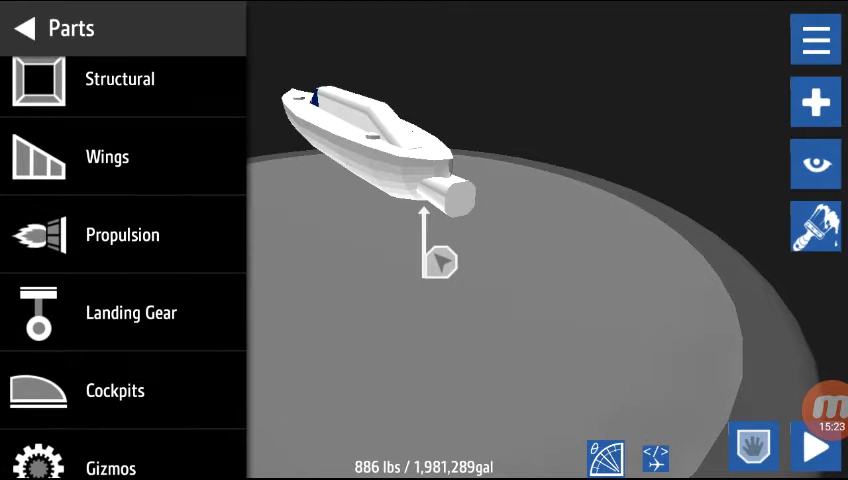 Parts
Structural
Wings
Propulsion
Landing Gear
Cockpits
Gizmos
886 lbs / 1,981,289gal
θ
</>
15:23